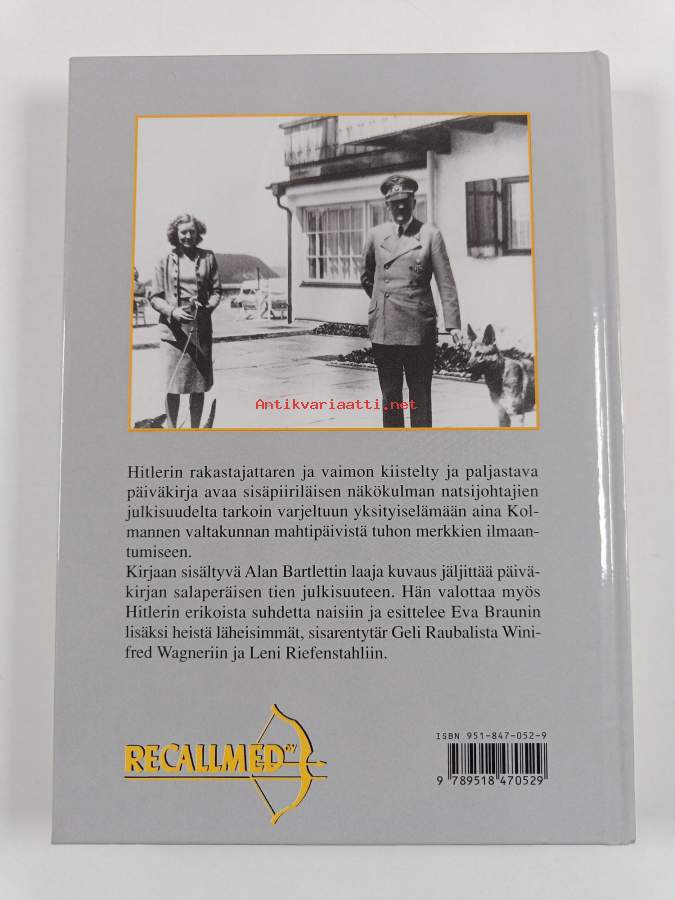 Antikvariaatti.net
Hitlerin rakastajattaren ja vaimon kiistelty ja paljastava
päiväkirja avaa sisäpiiriläisen näkökulman natsijohtajien
julkisuudelta tarkoin varjeltuun yksityiselämään aina Kol-
mannen valtakunnan mahtipäivistä tuhon merkkien ilmaan-
tumiseen.
Kirjaan sisältyvä Alan Bartlettin laaja kuvaus jäljittää päivä-
kirjan salaperäisen tien julkisuuteen. Hän valottaa myös
Hitlerin erikoista suhdetta naisiin ja esittelee Eva Braunin
lisäksi heistä läheisimmät, sisarentytär Geli Raubalista Wini-
fred Wagneriin ja Leni Riefenstahliin.
RECALLMED OY
ISBN 951-847-052-9
9 789518 470529